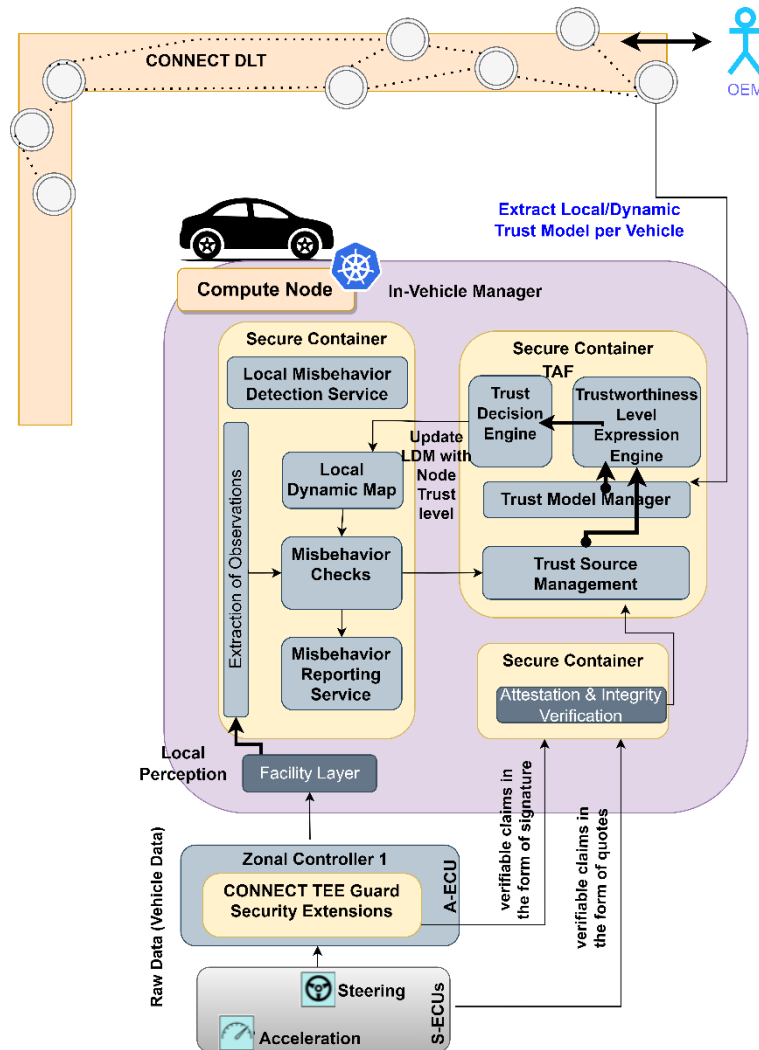 CONNECT DLT
OEM
Extract Local/Dynamic
Trust Model per Vehicle
Compute Node
In-Vehicle Manager
Secure Container
Local Misbehavior
Detection Service
Extraction of Observations
Local
Dynamic Map
Misbehavior
Checks
Misbehavior
Reporting
Service
Update
LDM with
Node
Trust
level
Secure Container
TAF
Trust
Decision
Engine
Trustworthiness
Level
Expression
Engine
Trust Model Manager
Trust Source
Management
Secure Container
Attestation & Integrity
Verification
Local
Perception
Facility Layer
verifiable claims in
the form of signature
verifiable claims in
the form of quotes
Raw Data (Vehicle Data)
Zonal Controller 1
CONNECT TEE Guard
Security Extensions
A-ECU
Steering
Acceleration
S-ECUs